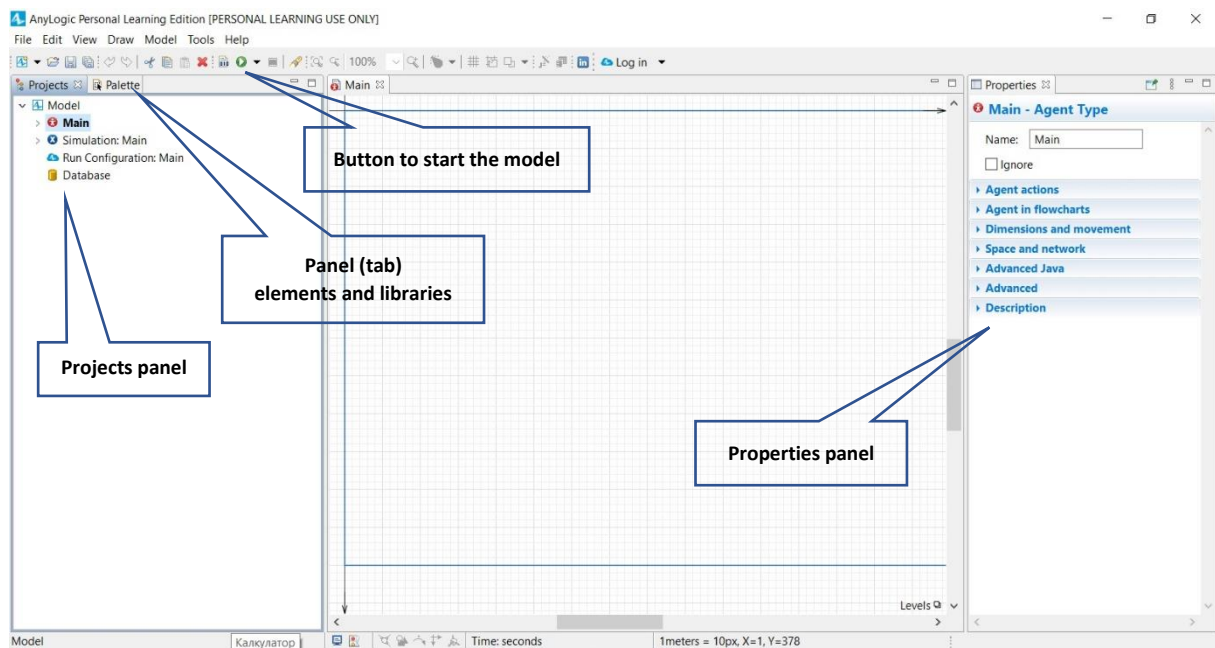 AnyLogic Personal Learning Edition [PERSONAL LEARNING USE ONLY]
File Edit View Draw Model Tools Help
100%
Log in
Projects
Palette
Main
Properties
Model
Main
Simulation: Main
Run Configuration: Main
Database
Button to start the model
Panel (tab)
elements and libraries
Projects panel
Properties panel
Main - Agent Type
Name: Main
Ignore
Agent actions
Agent in flowcharts
Dimensions and movement
Space and network
Advanced Java
Advanced
Description
Levels
Model
Калкулатор
Time: seconds
1meters = 10px, X=1, Y=378